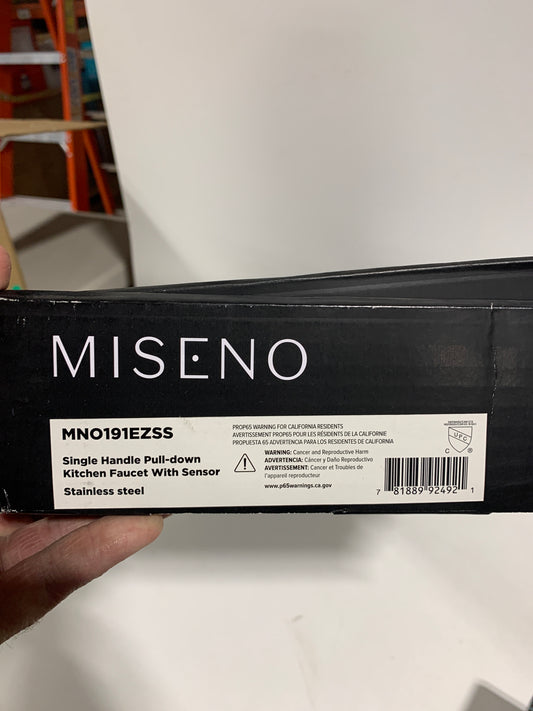 MISENO
MNO191EZSS
Single Handle Pull-down
Kitchen Faucet With Sensor
Stainless steel
PROP65 WARNING FOR CALIFORNIA RESIDENTS
AVERTISSEMENT PROP65 POUR LES RÉSIDENTS DE LA CALIFORNIE
PROPUESTA 65 ADVERTENCIA PARA LOS RESIDENTES DE CALIFORNIA
WARNING: Cancer and Reproductive Harm
ADVERTENCIA: Cáncer y Daño Reproductivo
AVERTISSEMENT: Cancer et Troubles de
l'appareil reproducteur
www.p65warnings.ca.gov
UPC
C ®
7 81889 92492 1